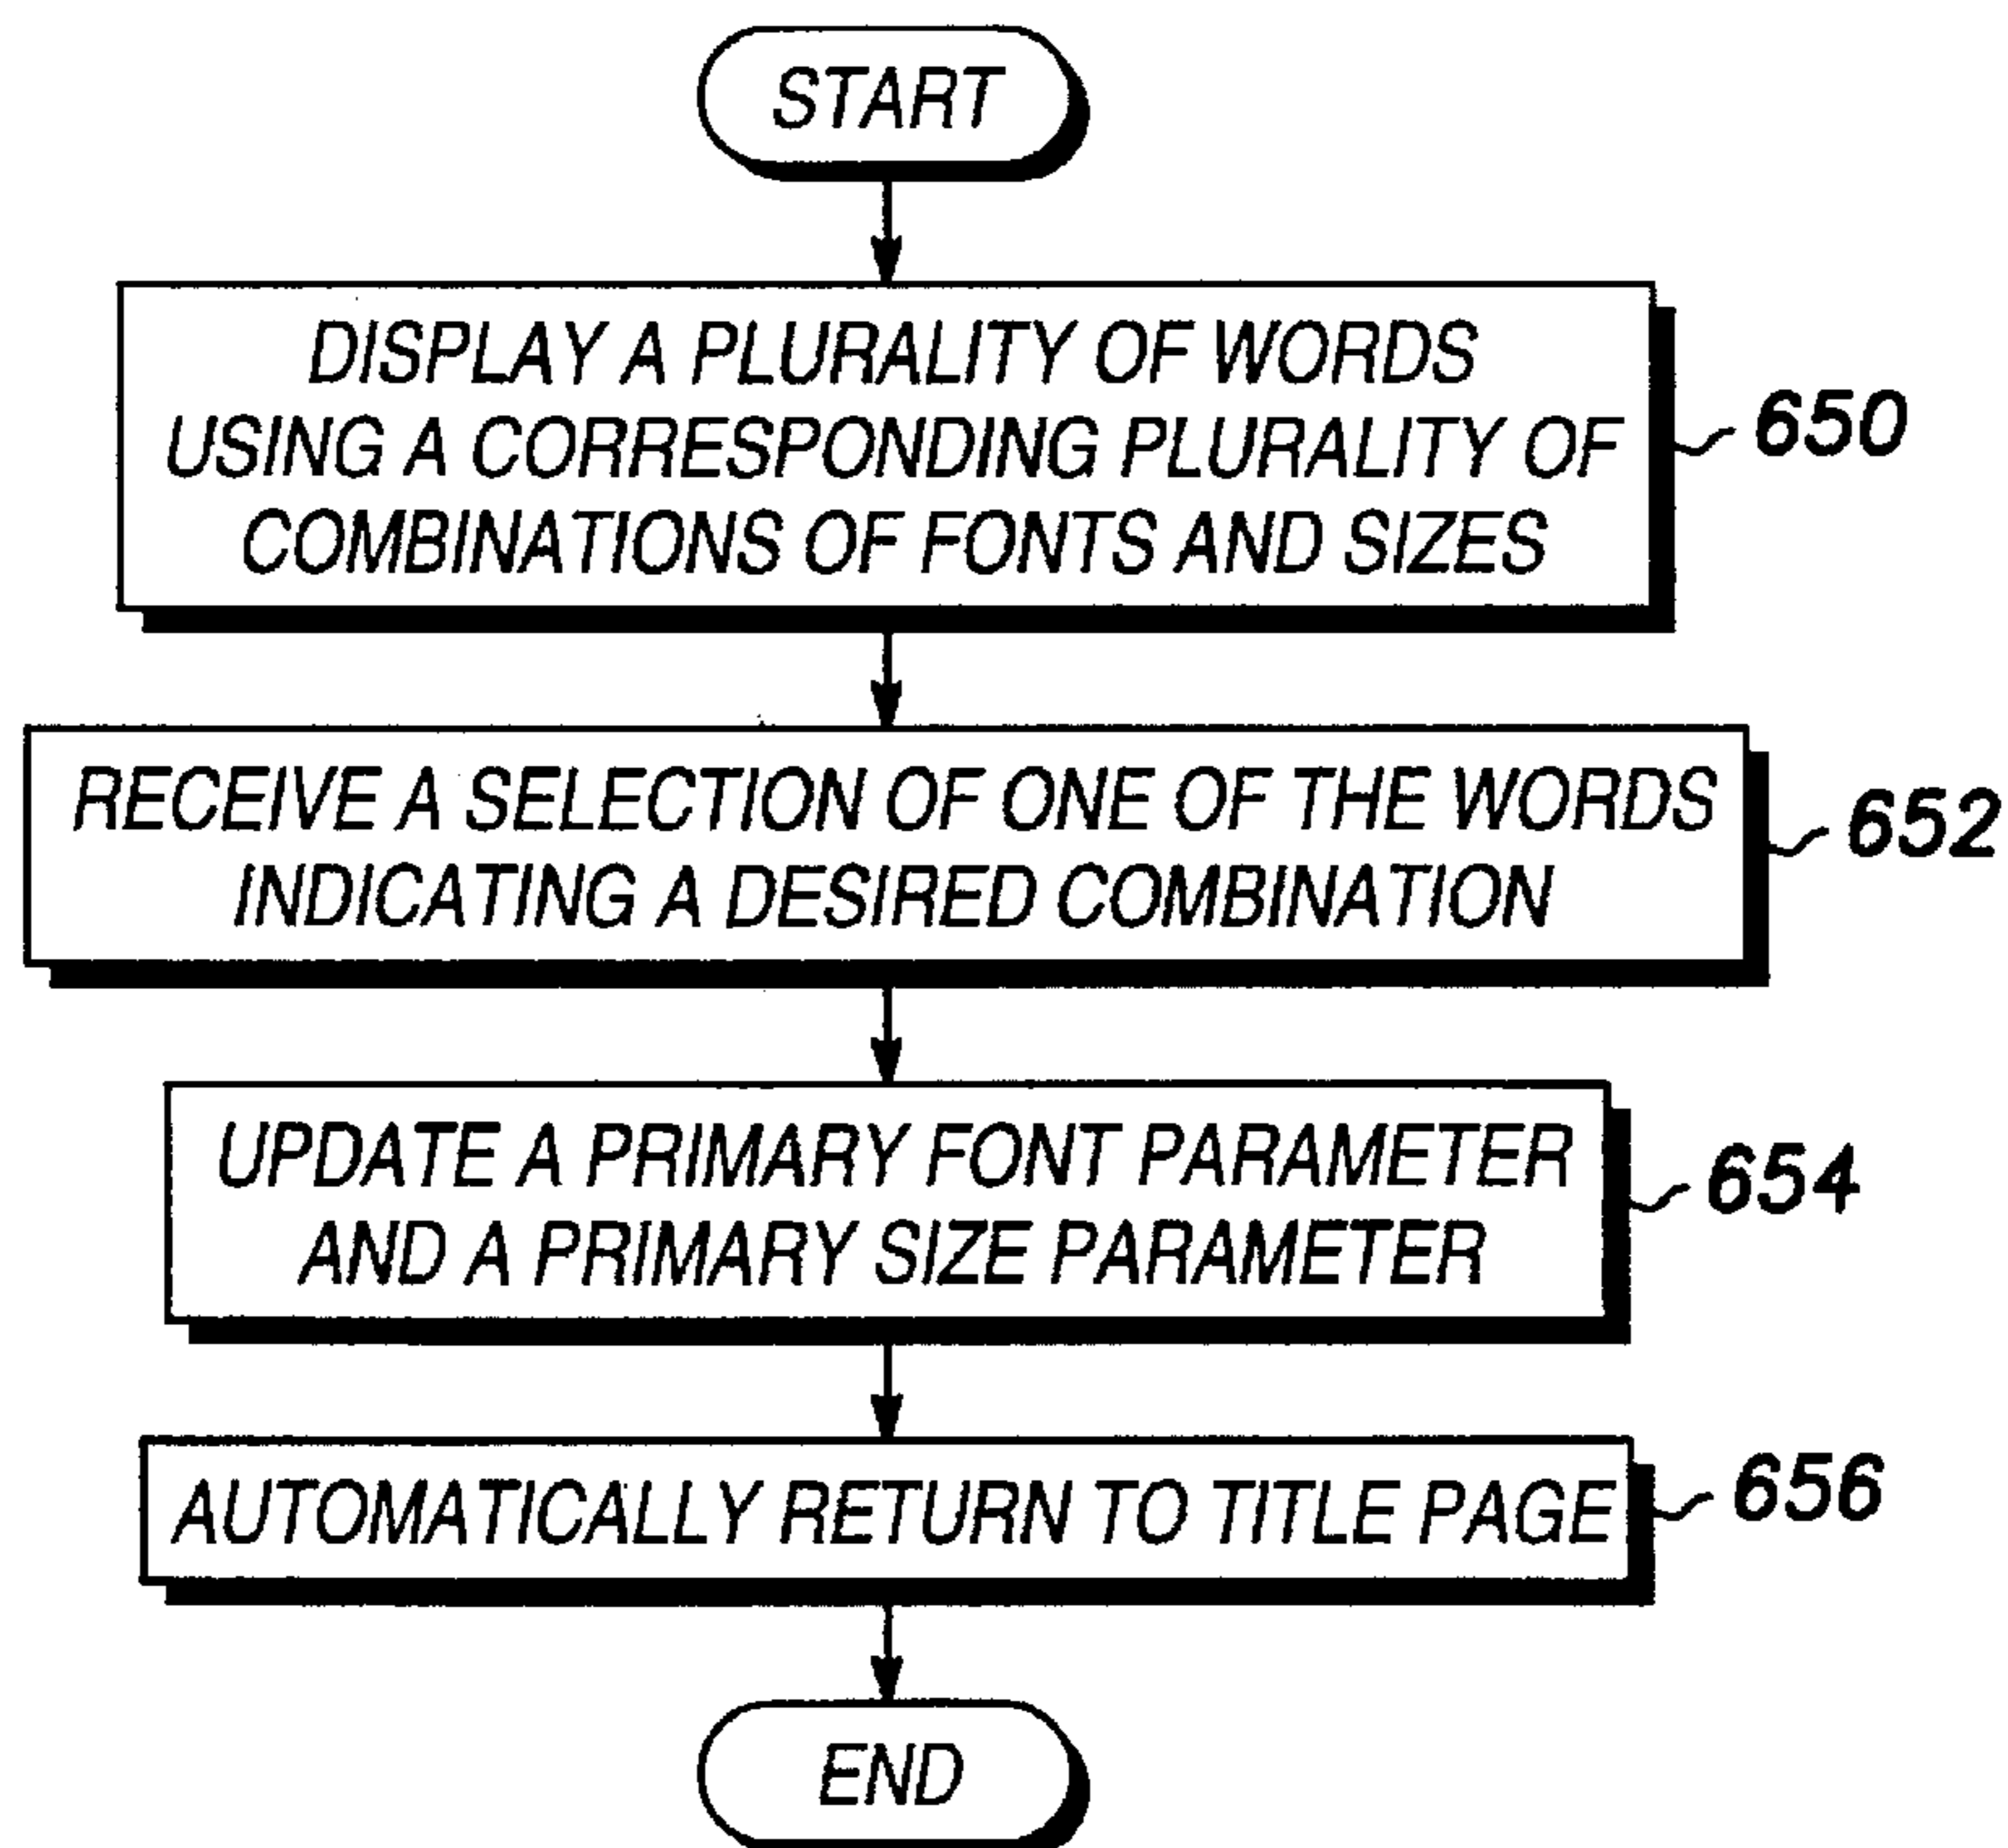 START
DISPLAY A PLURALITY OF WORDS
USING A CORRESPONDING PLURALITY OF
COMBINATIONS OF FONTS AND SIZES
650
RECEIVE A SELECTION OF ONE OF THE WORDS
INDICATING A DESIRED COMBINATION
652
UPDATE A PRIMARY FONT PARAMETER
AND A PRIMARY SIZE PARAMETER
654
AUTOMATICALLY RETURN TO TITLE PAGE
656
END